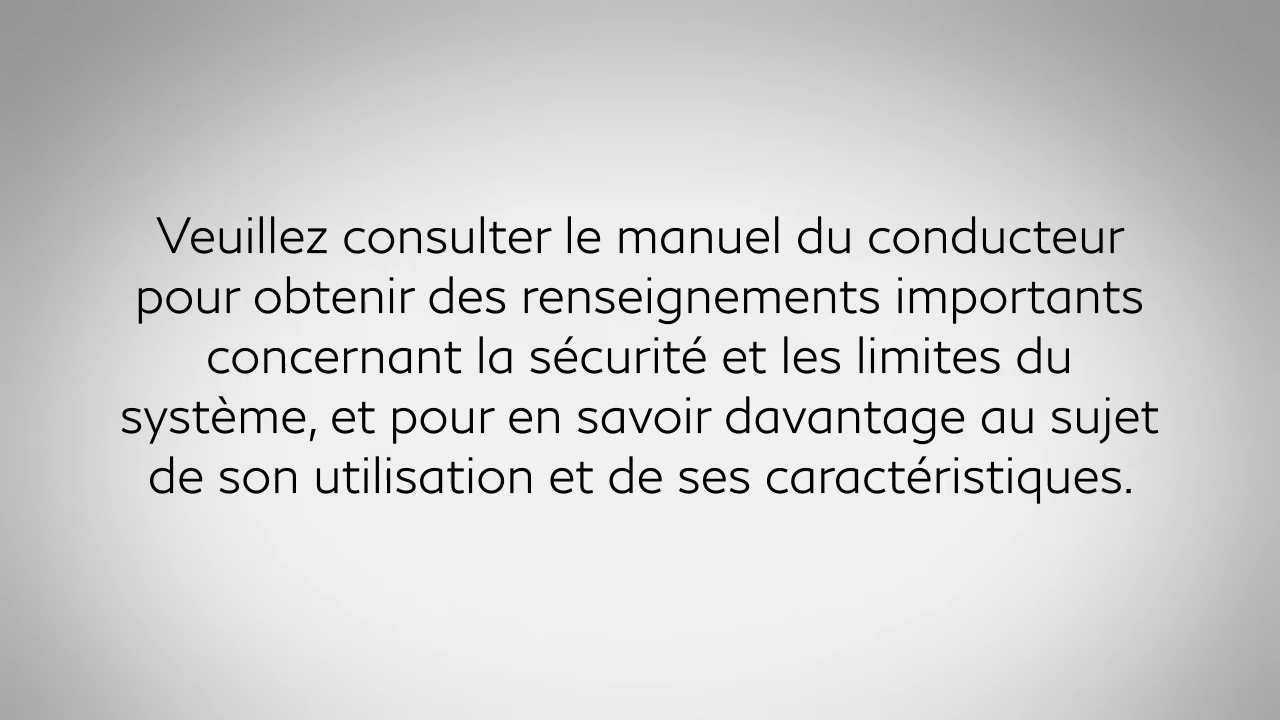 Veuillez consulter le manuel du conducteur
pour obtenir des renseignements importants
concernant la sécurité et les limites du
système, et pour en savoir davantage au sujet
de son utilisation et de ses caractéristiques.